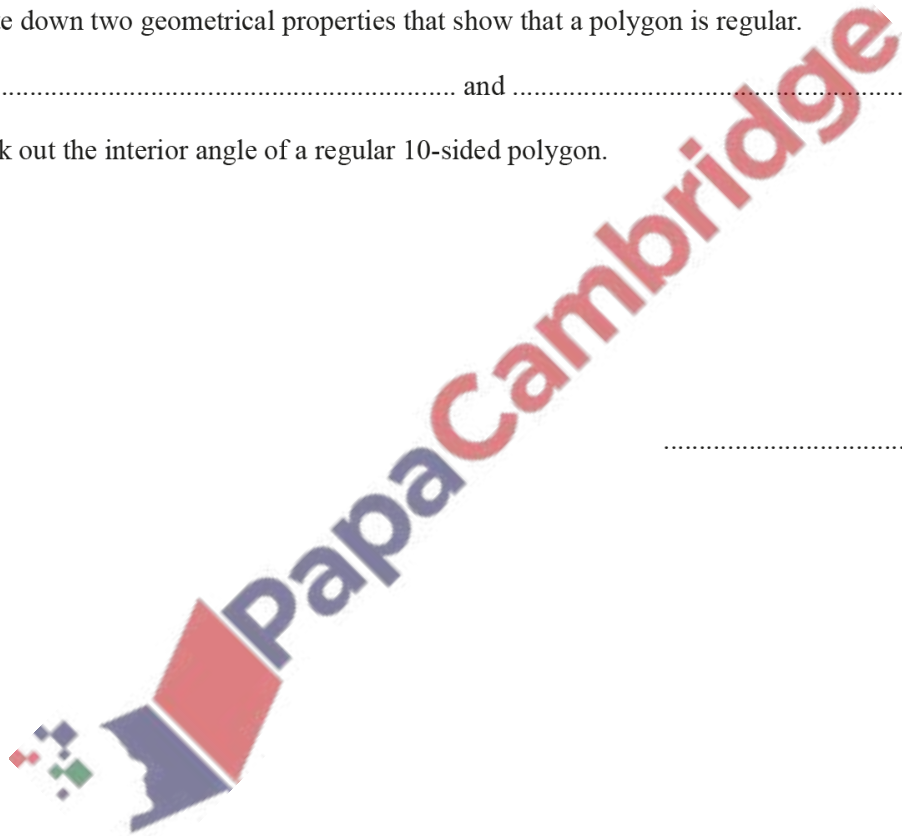 e down two geometrical properties that show that a polygon is regular.
................................................................. and .......................................................
k out the interior angle of a regular 10-sided polygon.
..................................
PapaCambridge